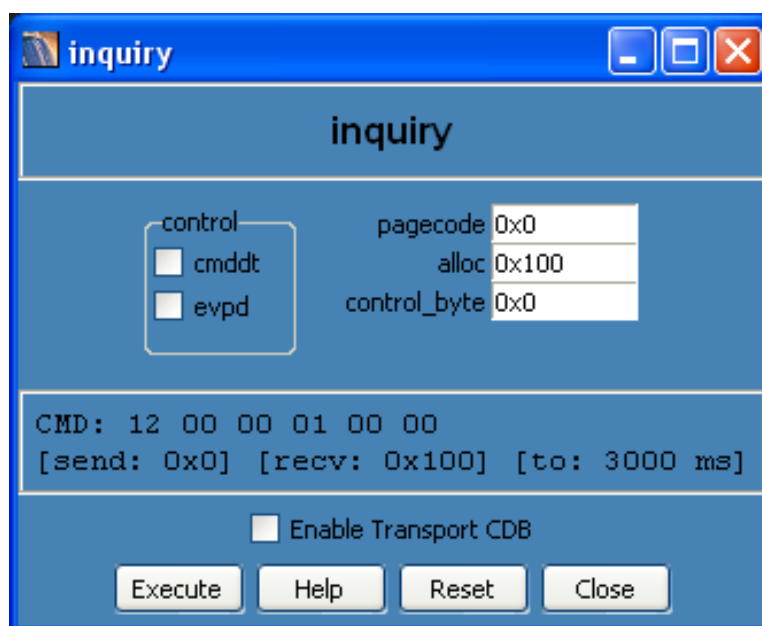 inquiry
inquiry
control
cmddt
evpd
pagecode 0x0
alloc 0x100
control_byte 0x0
CMD: 12 00 00 01 00 00
[send: 0x0] [recv: 0x100] [to: 3000 ms]
Enable Transport CDB
Execute Help Reset Close